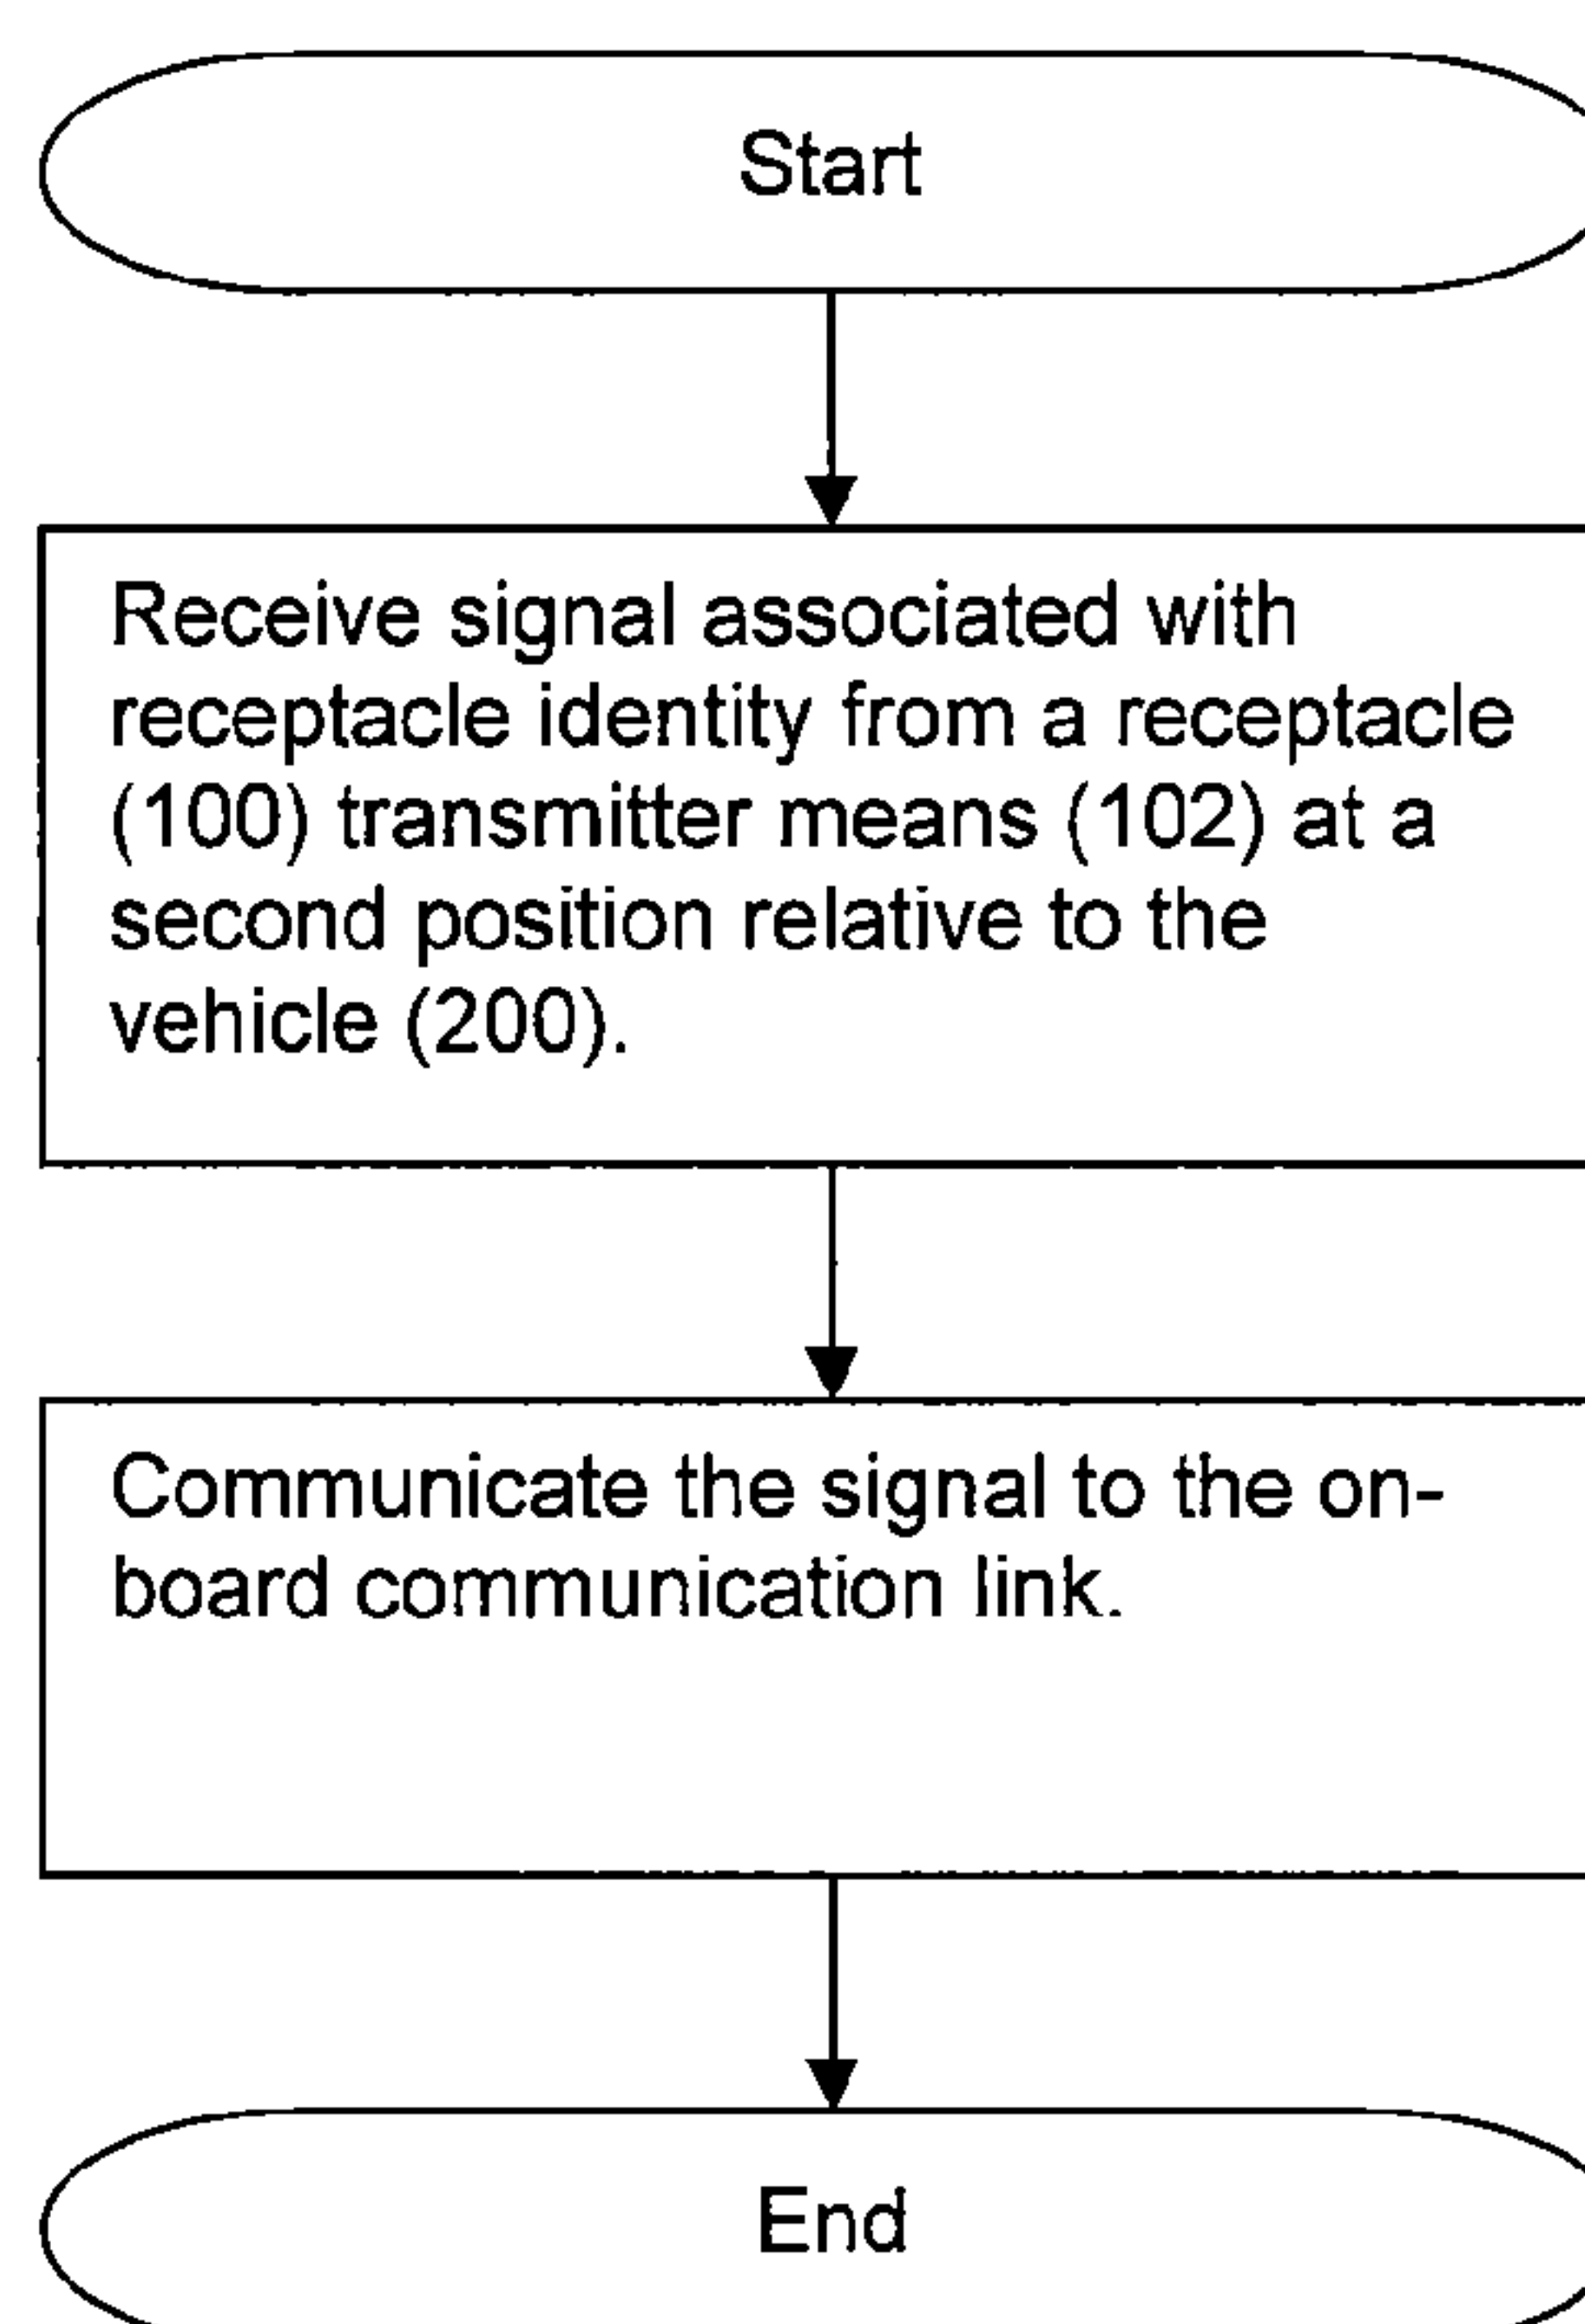 Start
Receive signal associated with
receptacle identity from a receptacle
(100) transmitter means (102) at a
second position relative to the
vehicle (200).
Communicate the signal to the on-
board communication link.
End